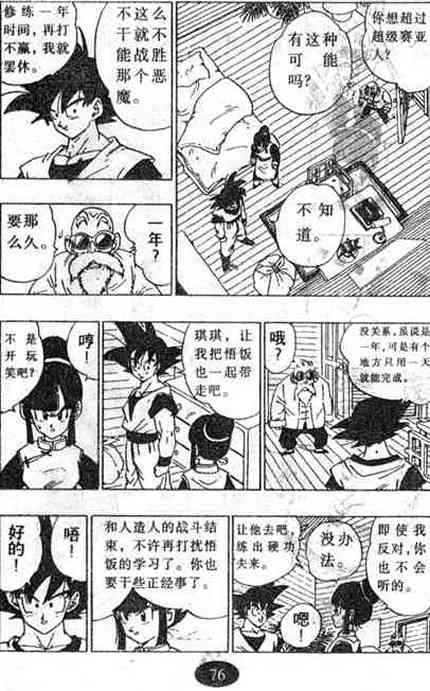 你想超过
超级赛亚
人？
有这种
可能
吗？
不知
道。
不这么
干就不
能战胜
那个恶
魔。
修练一年
时间，再打
不赢，我就
罢休。
一年？
要那
么久。
没关系，虽说是
一年，可是有个
地方只用一天
就能完成。
哦？
琪琪，让
我把悟饭
也一起带
走吧。
哼！
不是
开玩
笑吧？
即使我
反对，你
也不会
听的。
没办
法。
让他去吧，
练出硬功
夫来。
嗯！
和人造人的战斗结
束，不许再打扰悟
饭的学习了。你也
要干些正经事了。
唔！
好的！
76